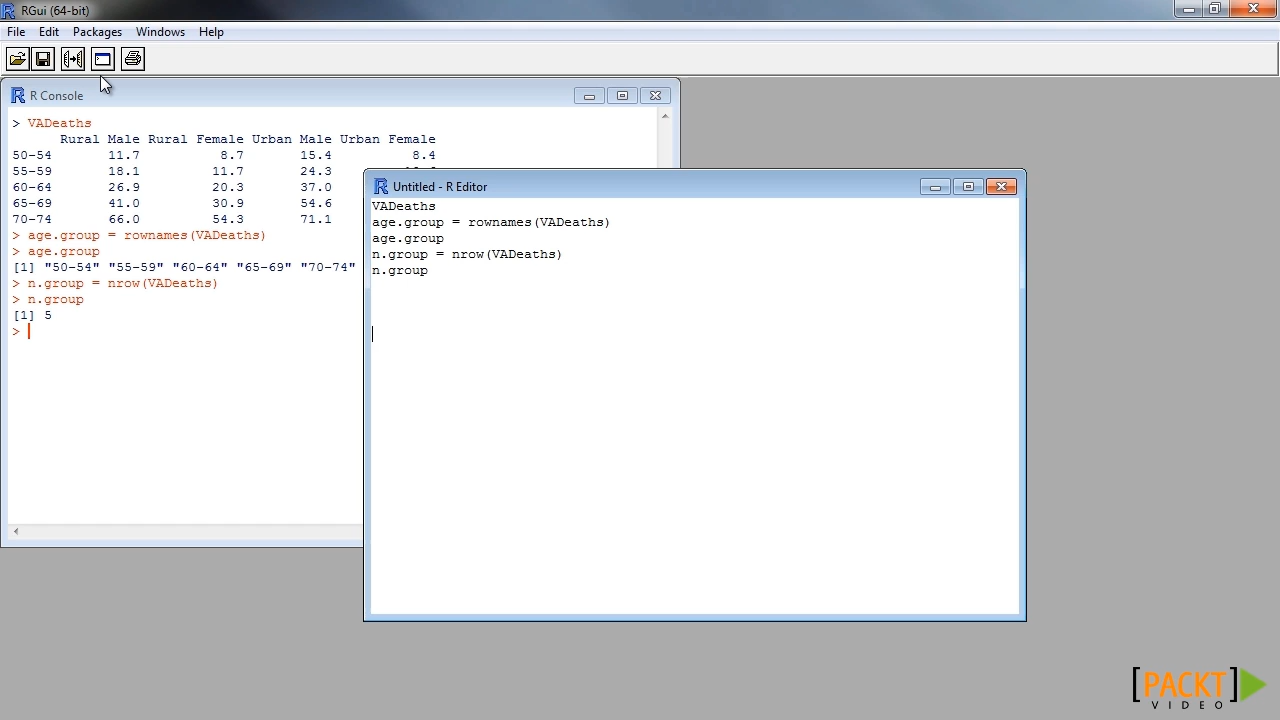 RGui (64-bit)
File Edit Packages Windows Help
R Console
> VADeaths
Rural Male Rural Female Urban Male Urban Female
50-54 11.7 8.7 15.4 8.4
55-59 18.1 11.7 24.3
60-64 26.9 20.3 37.0
65-69 41.0 30.9 54.6
70-74 66.0 54.3 71.1
> age.group = rownames(VADeaths)
> age.group
[1] "50-54" "55-59" "60-64" "65-69" "70-74"
> n.group = nrow(VADeaths)
> n.group
[1] 5
>
Untitled - R Editor
VADeaths
age.group = rownames(VADeaths)
age.group
n.group = nrow(VADeaths)
n.group
[PACKT]
VIDEO